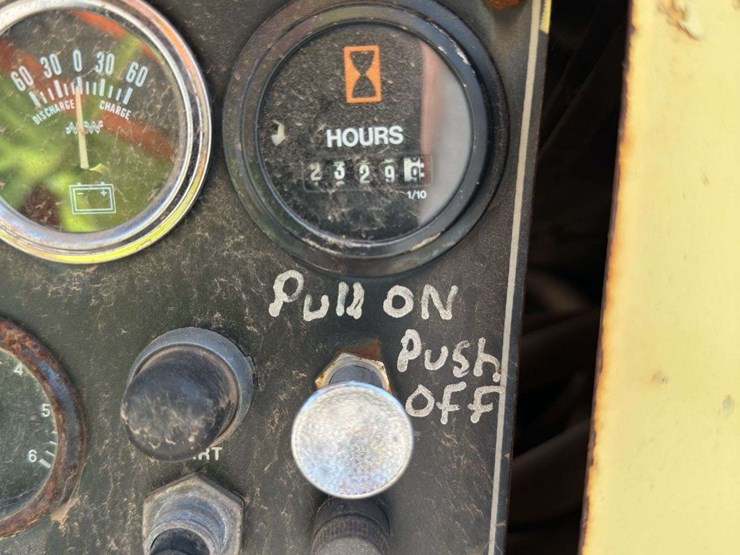 60 30 0 30 60
DISCHARGE CHARGE
HOURS
2 3 2 9 9
1/10
Pull ON
Push
OFF
4
5
6